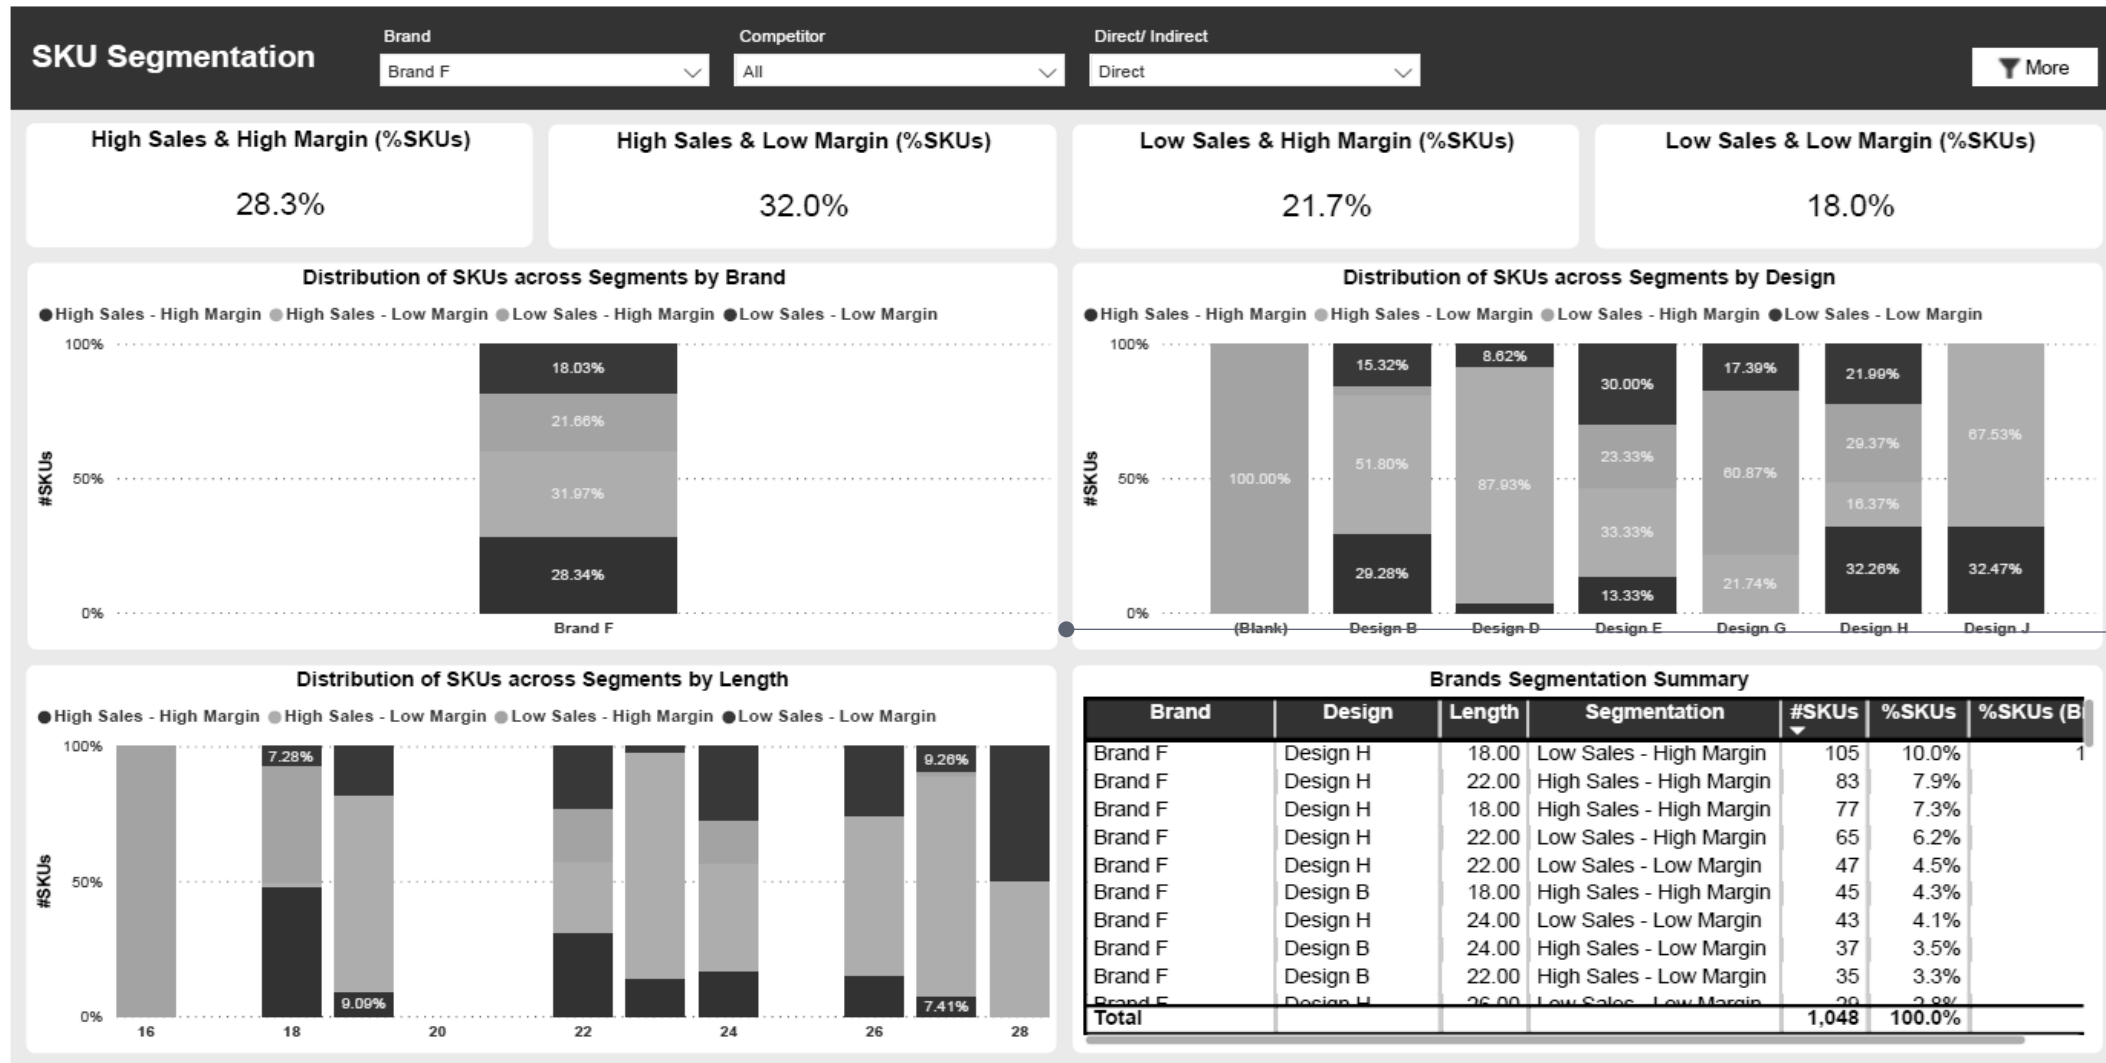 SKU Segmentation
Brand
Competitor
Direct/ Indirect
Brand F
All
Direct
More
High Sales & High Margin (%SKUs)
High Sales & Low Margin (%SKUs)
Low Sales & High Margin (%SKUs)
Low Sales & Low Margin (%SKUs)
28.3%
32.0%
21.7%
18.0%
Distribution of SKUs across Segments by Brand
High Sales - High Margin High Sales - Low Margin Low Sales - High Margin Low Sales - Low Margin
#SKUs
100%
50%
0%
18.03%
21.66%
31.97%
28.34%
Brand F
Distribution of SKUs across Segments by Design
High Sales - High Margin High Sales - Low Margin Low Sales - High Margin Low Sales - Low Margin
#SKUs
100%
50%
0%
100.00%
15.32%
51.80%
29.28%
8.62%
87.93%
30.00%
23.33%
33.33%
13.33%
17.39%
60.87%
21.74%
21.99%
29.37%
16.37%
32.26%
67.53%
32.47%
(Blank) Design B Design D Design E Design G Design H Design J
Distribution of SKUs across Segments by Length
High Sales - High Margin High Sales - Low Margin Low Sales - High Margin Low Sales - Low Margin
#SKUs
100%
50%
0%
7.28%
9.09%
9.26%
7.41%
16 18 20 22 24 26 28
Brands Segmentation Summary
Brand Design Length Segmentation #SKUs %SKUs %SKUs (B
Brand F Design H 18.00 Low Sales - High Margin 105 10.0% 1
Brand F Design H 22.00 High Sales - High Margin 83 7.9%
Brand F Design H 18.00 High Sales - High Margin 77 7.3%
Brand F Design H 22.00 Low Sales - High Margin 65 6.2%
Brand F Design H 22.00 Low Sales - Low Margin 47 4.5%
Brand F Design B 18.00 High Sales - High Margin 45 4.3%
Brand F Design H 24.00 Low Sales - Low Margin 43 4.1%
Brand F Design B 24.00 High Sales - Low Margin 37 3.5%
Brand F Design B 22.00 High Sales - Low Margin 35 3.3%
Brand F Design H 26.00 Low Sales - Low Margin 29 2.8%
Total 1,048 100.0%